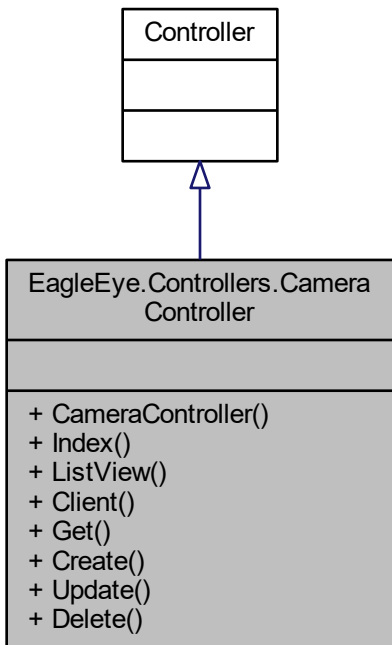 Controller
EagleEye.Controllers.Camera
Controller
+ CameraController()
+ Index()
+ ListView()
+ Client()
+ Get()
+ Create()
+ Update()
+ Delete()